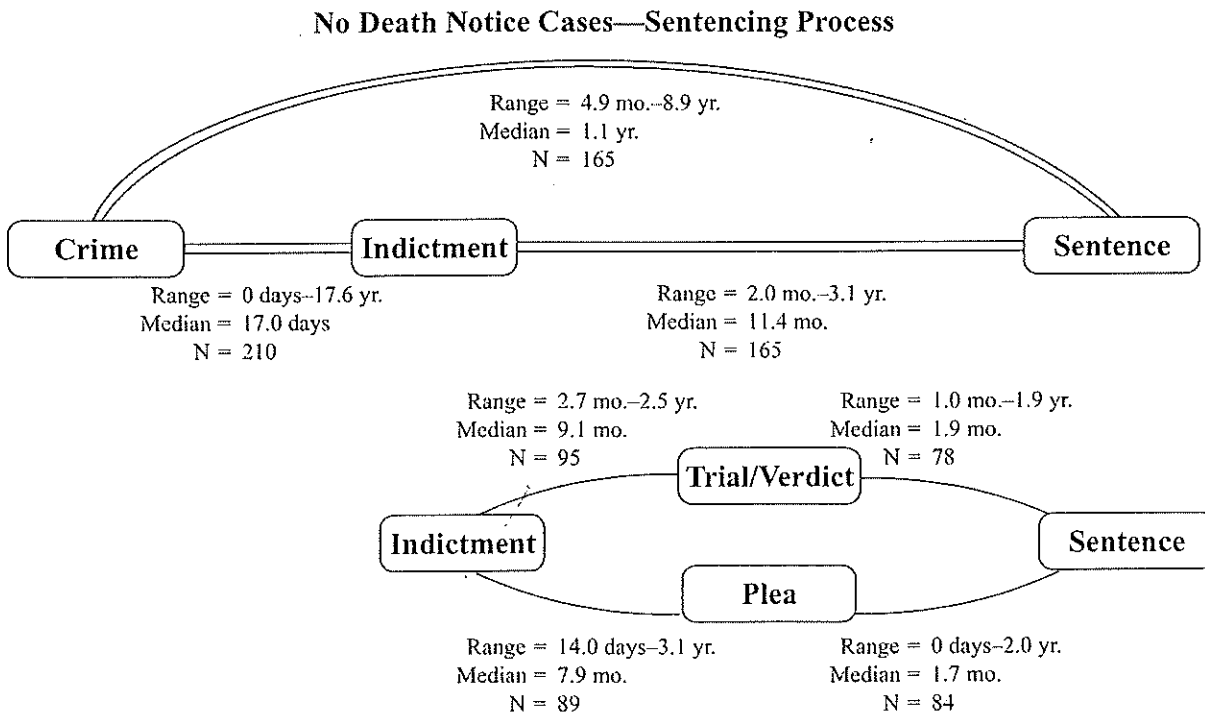 No Death Notice Cases—Sentencing Process
Range = 4.9 mo.–8.9 yr.
Median = 1.1 yr.
N = 165
Crime
Indictment
Sentence
Range = 0 days–17.6 yr.
Median = 17.0 days
N = 210
Range = 2.0 mo.–3.1 yr.
Median = 11.4 mo.
N = 165
Range = 2.7 mo.–2.5 yr.
Median = 9.1 mo.
N = 95
Range = 1.0 mo.–1.9 yr.
Median = 1.9 mo.
N = 78
Trial/Verdict
Indictment
Sentence
Plea
Range = 14.0 days–3.1 yr.
Median = 7.9 mo.
N = 89
Range = 0 days–2.0 yr.
Median = 1.7 mo.
N = 84